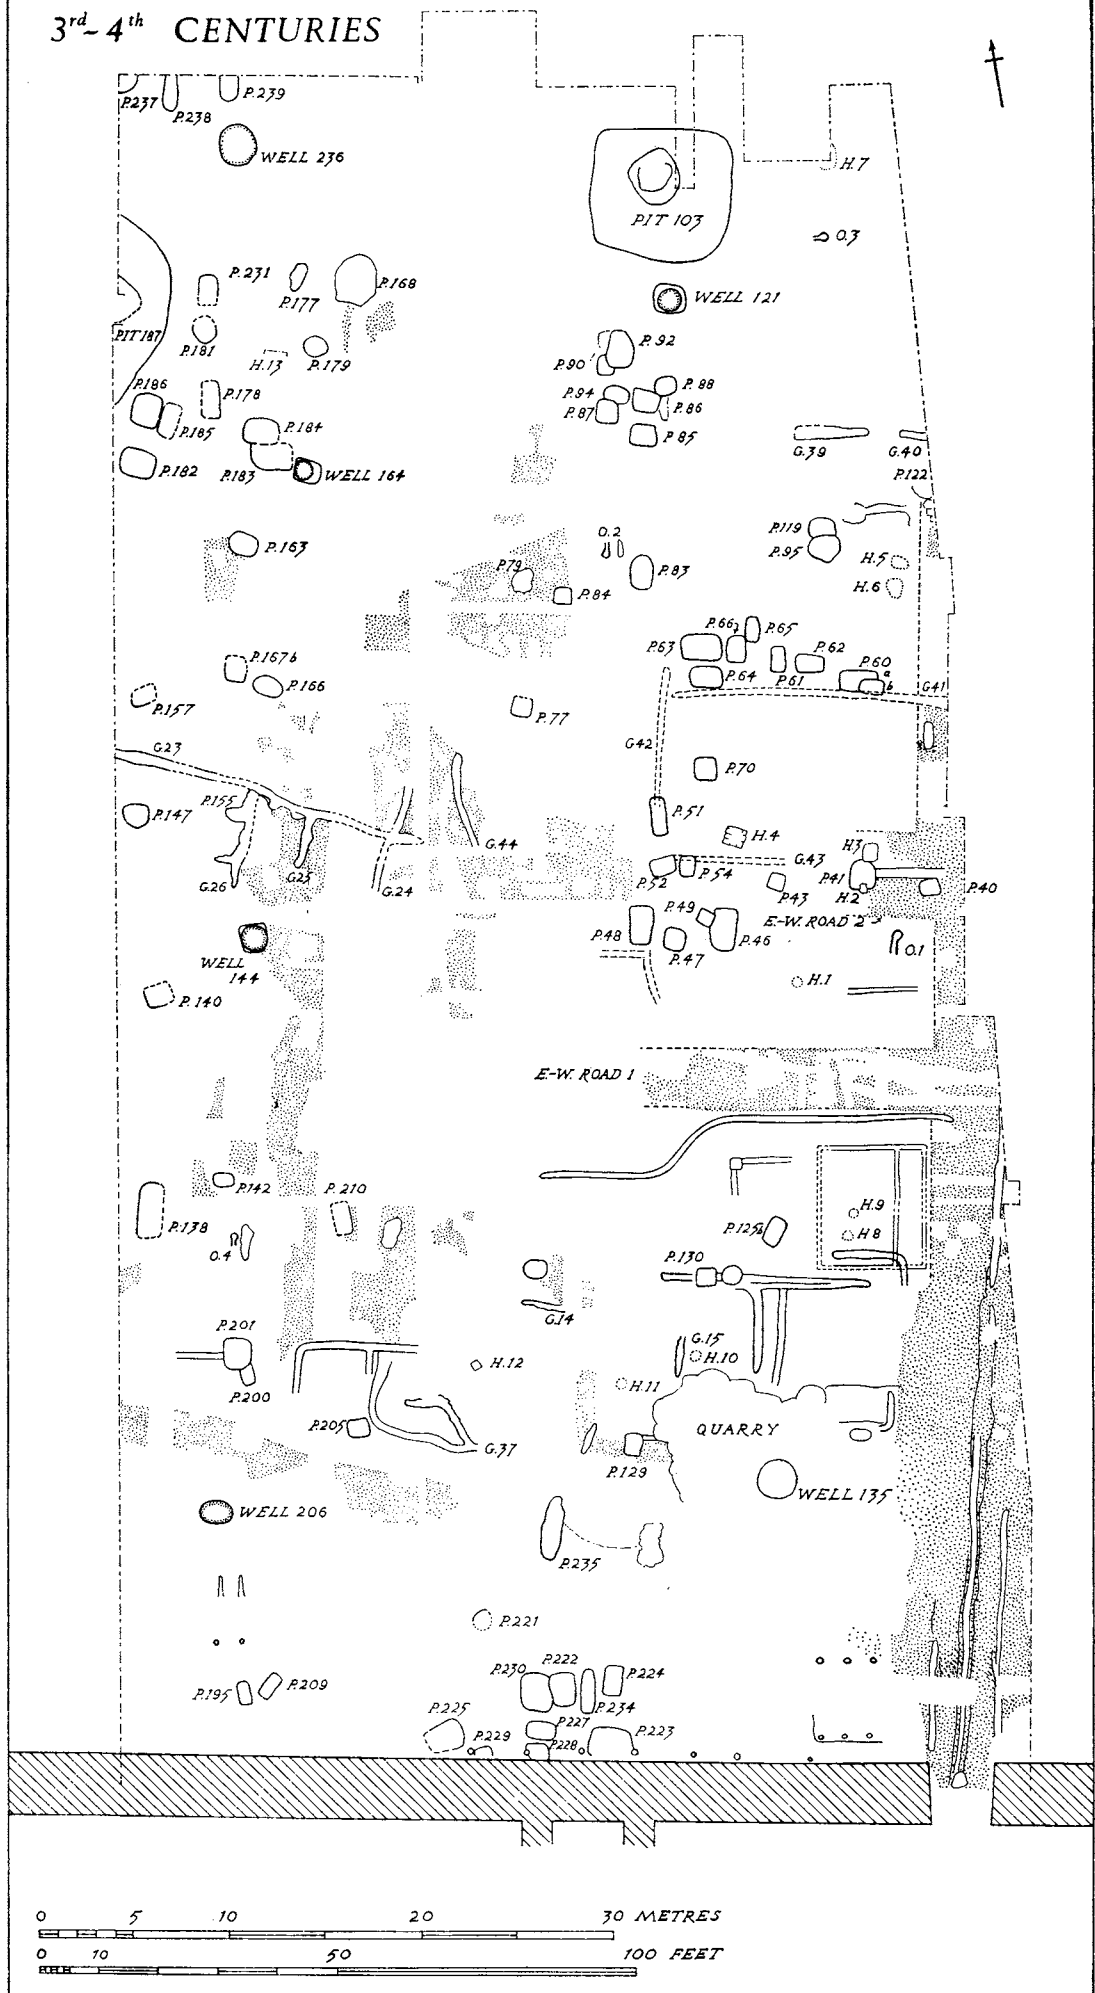 3rd–4th CENTURIES
P.237
P.238
P.239
WELL 236
H.7
PIT 103
O.3
P.231
P.177
P.168
WELL 121
PIT 187
P.181
H.13
P.179
P.90
P.92
P.186
P.178
P.94
P.88
P.87
P.86
P.185
P.184
P 85
G.39
G.40
P.182
P.183
WELL 164
P.122
P.163
O.2
P.119
P.95
P.79
P.83
H.5
P.84
H.6
P.66
P.65
P.63
P.62
P.167b
P.64
P.61
P.60
a
b
P.166
G41
P.157
P.77
G.23
G42
P.70
P.155
P.147
P.51
G.44
H.4
H3
G.26
G.25
G.24
P.52
P.54
G.43
P.43
P.41
H.2
P.40
P.49
E.-W. ROAD 2
P.48
P.47
P.46
O.1
WELL
144
H.1
P.140
E-W. ROAD 1
P.142
P.210
P.138
O.4
P.125b
H.9
H 8
P.130
G.14
P.201
G.15
H.12
H.10
P.200
H.11
P.205
G.37
QUARRY
P.129
WELL 135
WELL 206
P.235
P.221
P.230
P.222
P.224
P.195
P.209
P.234
P.225
P.229
P.227
P.228
P.223
0 5 10 20 30 METRES
0 10 50 100 FEET